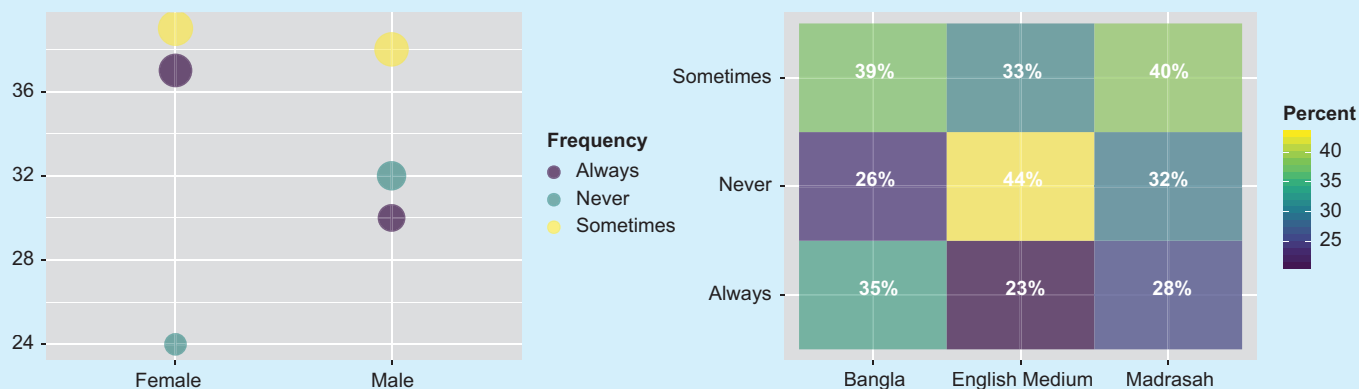 36
32
28
24
Female Male
Frequency
Always
Never
Sometimes
Sometimes
Never
Always
39% 33% 40%
26% 44% 32%
35% 23% 28%
Bangla English Medium Madrasah
Percent
40
35
30
25